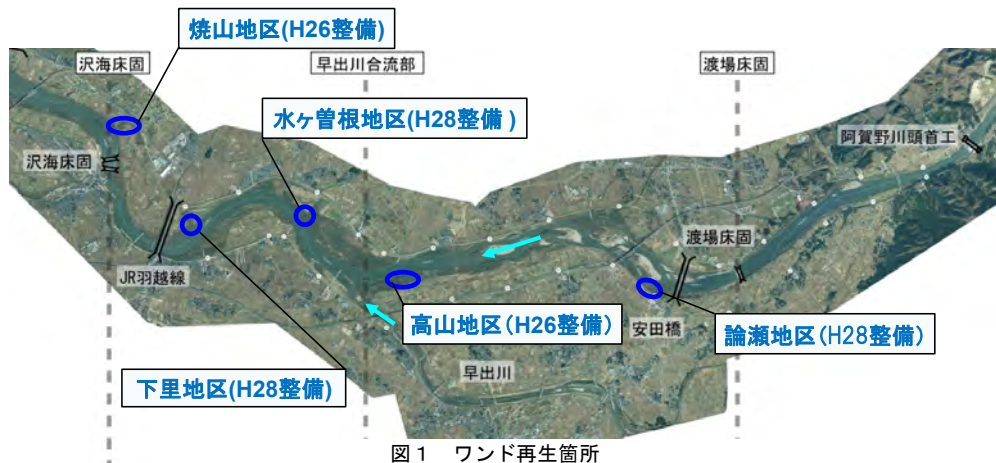 焼山地区(H26整備)
沢海床固
早出川合流部
渡場床固
水ヶ曽根地区(H28整備 )
阿賀野川頭首工
沢海床固
渡場床固
JR羽越線
高山地区(H26整備)
安田橋
論瀬地区(H28整備)
下里地区(H28整備)
早出川
図1 ワンド再生箇所